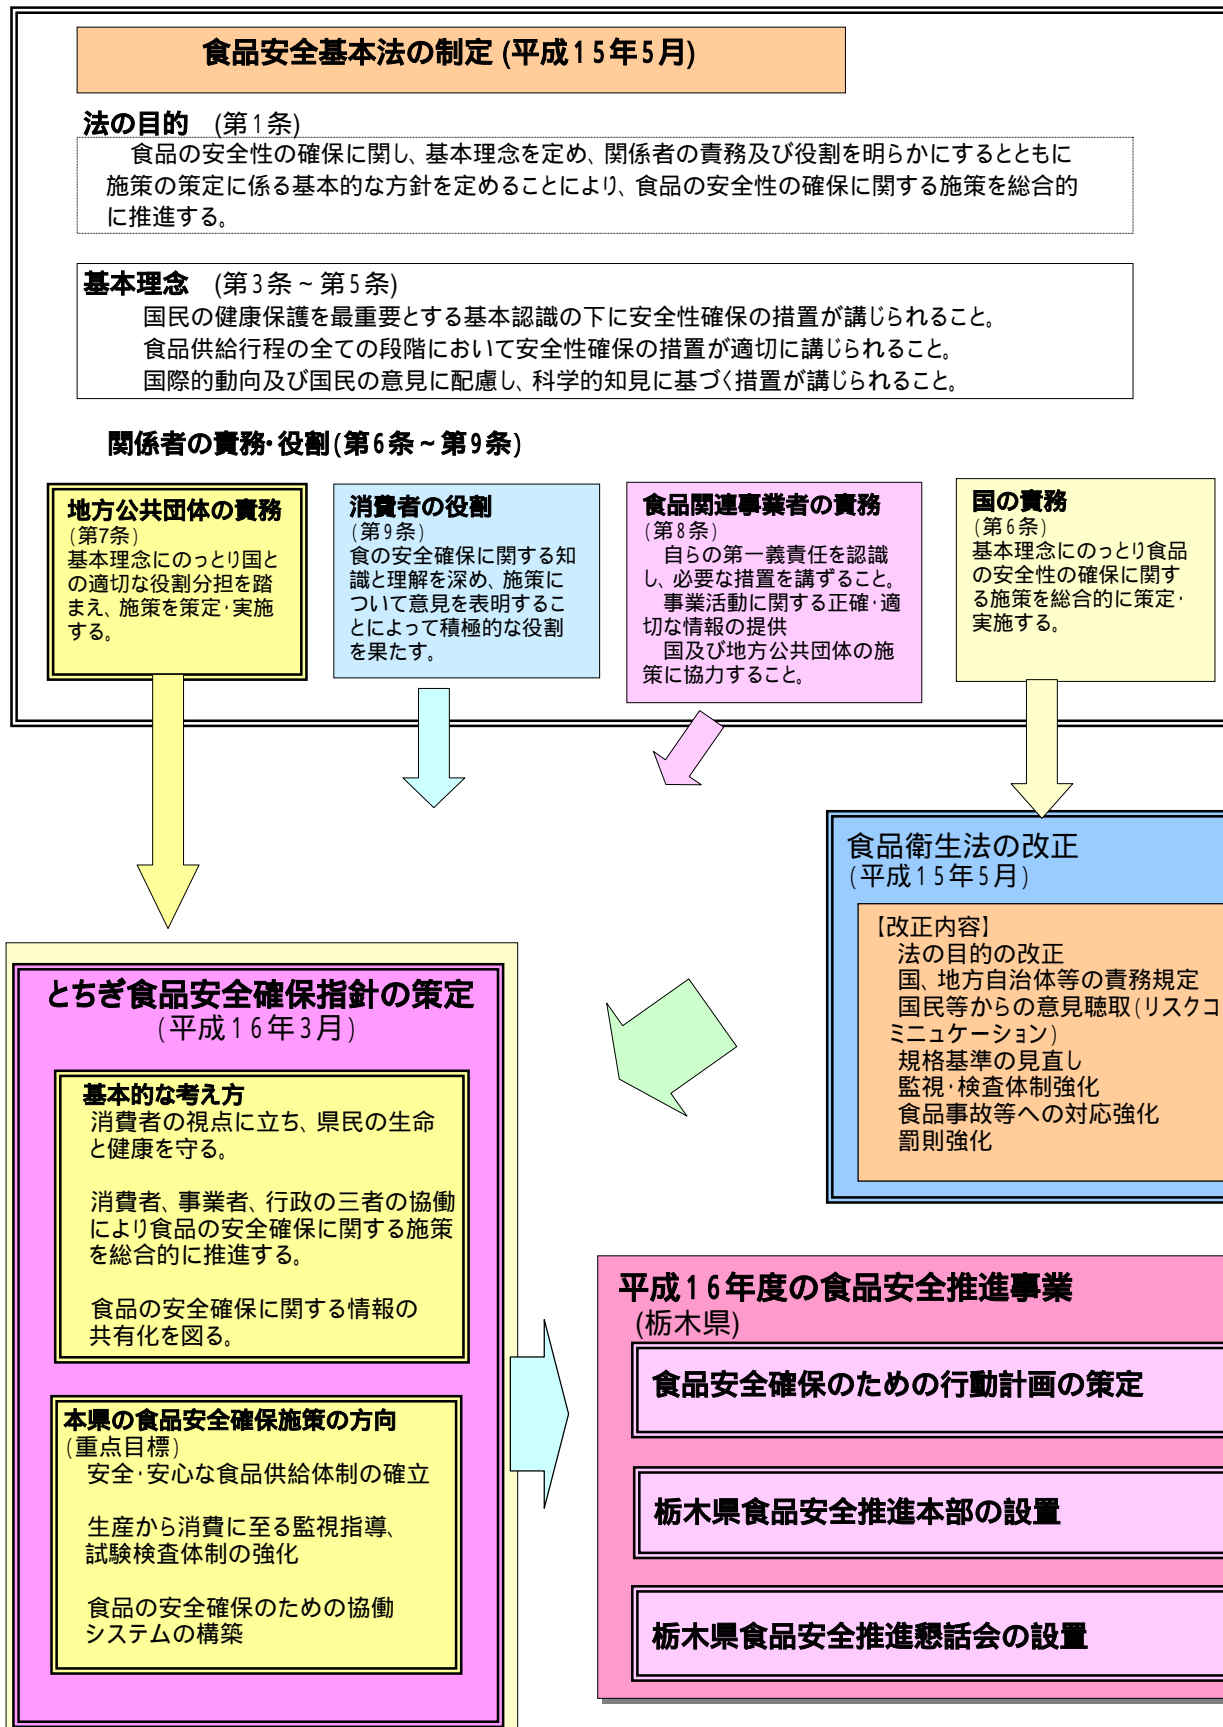 食品安全基本法の制定 (平成15年5月)
法の目的　(第1条)
食品の安全性の確保に関し、基本理念を定め、関係者の責務及び役割を明らかにするとともに
施策の策定に係る基本的な方針を定めることにより、食品の安全性の確保に関する施策を総合的
に推進する。
基本理念　(第3条～第5条)
国民の健康保護を最重要とする基本認識の下に安全性確保の措置が講じられること。
食品供給行程の全ての段階において安全性確保の措置が適切に講じられること。
国際的動向及び国民の意見に配慮し、科学的知見に基づく措置が講じられること。
関係者の責務・役割(第6条～第9条)
地方公共団体の責務
(第7条)
基本理念にのっとり国と
の適切な役割分担を踏
まえ、施策を策定・実施
する。
消費者の役割
(第9条)
食の安全確保に関する知
識と理解を深め、施策に
ついて意見を表明するこ
とによって積極的な役割
を果たす。
食品関連事業者の責務
(第8条)
自らの第一義責任を認識
し、必要な措置を講ずること。
事業活動に関する正確・適
切な情報の提供
国及び地方公共団体の施
策に協力すること。
国の責務
(第6条)
基本理念にのっとり食品
の安全性の確保に関す
る施策を総合的に策定・
実施する。
食品衛生法の改正
(平成15年5月)
【改正内容】
法の目的の改正
国、地方自治体等の責務規定
国民等からの意見聴取(リスクコ
ミニュケーション)
規格基準の見直し
監視・検査体制強化
食品事故等への対応強化
罰則強化
とちぎ食品安全確保指針の策定
(平成16年3月)
基本的な考え方
消費者の視点に立ち、県民の生命
と健康を守る。
消費者、事業者、行政の三者の協働
により食品の安全確保に関する施策
を総合的に推進する。
食品の安全確保に関する情報の
共有化を図る。
本県の食品安全確保施策の方向
(重点目標)
安全・安心な食品供給体制の確立
生産から消費に至る監視指導、
試験検査体制の強化
食品の安全確保のための協働
システムの構築
平成16年度の食品安全推進事業
(栃木県)
食品安全確保のための行動計画の策定
栃木県食品安全推進本部の設置
栃木県食品安全推進懇話会の設置